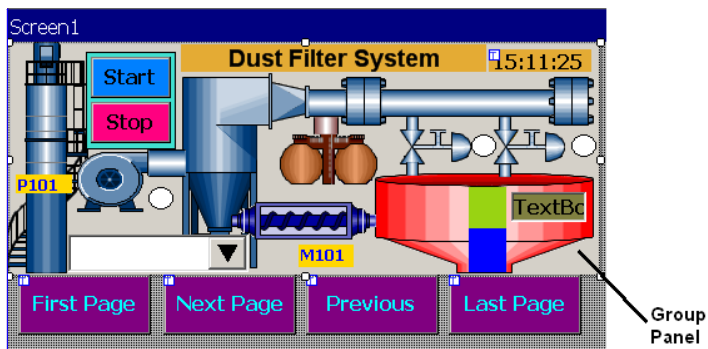 Screen1
Dust Filter System
15:11:25
Start
Stop
P101
TextBo
M101
First Page
Next Page
Previous
Last Page
Group
Panel